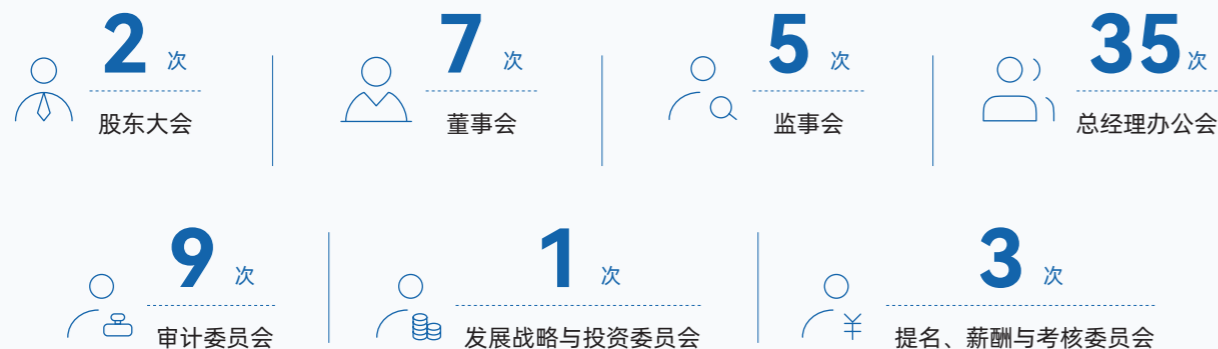 2 次
股东大会
7 次
董事会
5 次
监事会
35 次
总经理办公会
9 次
审计委员会
1 次
发展战略与投资委员会
3 次
提名、薪酬与考核委员会